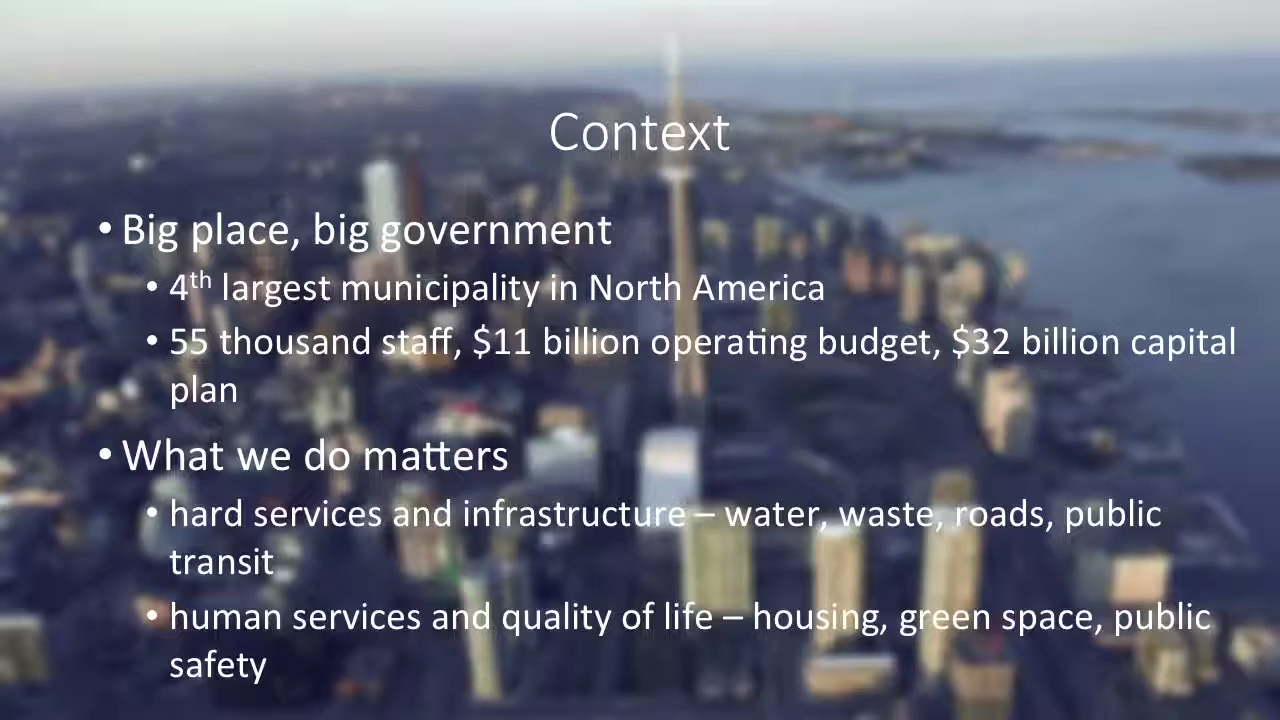 Context
• Big place, big government
• 4th largest municipality in North America
• 55 thousand staff, $11 billion operating budget, $32 billion capital
plan
• What we do matters
• hard services and infrastructure – water, waste, roads, public
transit
• human services and quality of life – housing, green space, public
safety